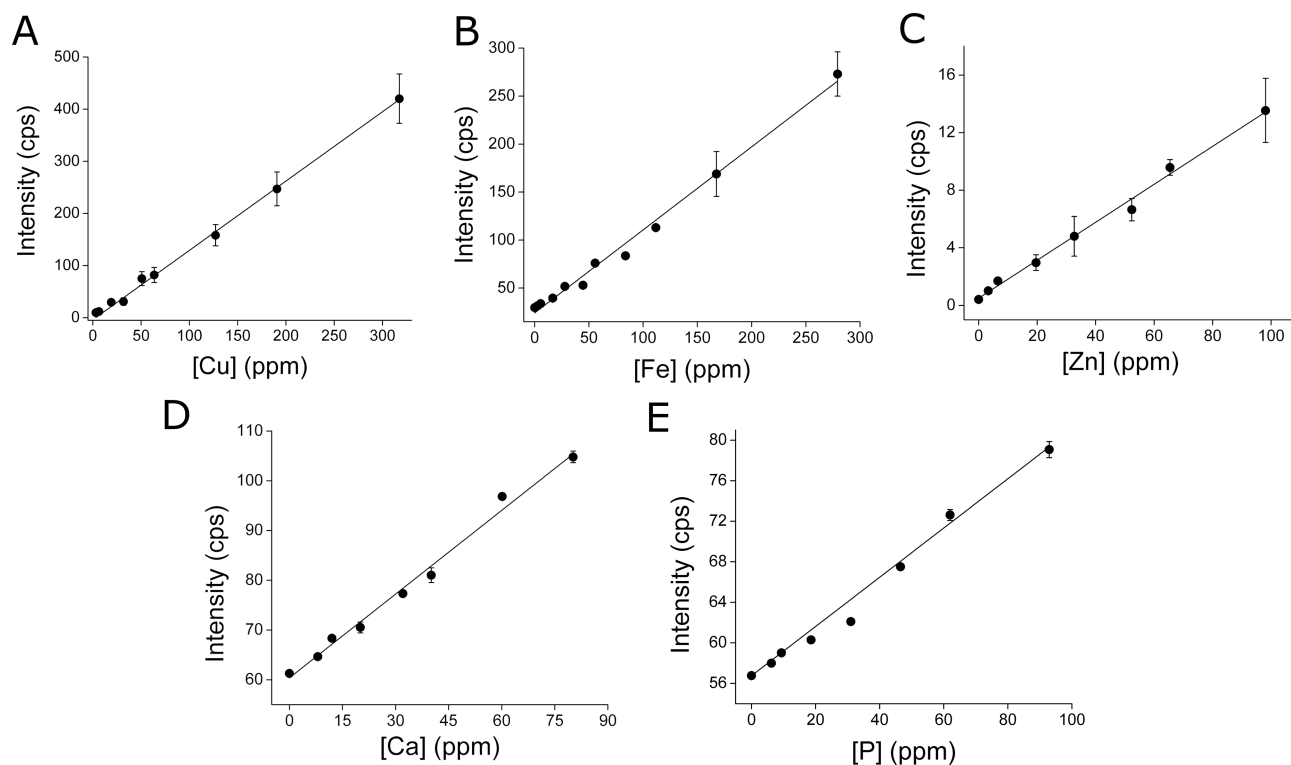 A
Intensity (cps)
500
400
300
200
100
0
0 50 100 150 200 250 300
[Cu] (ppm)
B
Intensity (cps)
300
250
200
150
100
50
0 50 100 150 200 250 300
[Fe] (ppm)
C
Intensity (cps)
16
12
8
4
0
0 20 40 60 80 100
[Zn] (ppm)
D
Intensity (cps)
110
100
90
80
70
60
0 15 30 45 60 75 90
[Ca] (ppm)
E
Intensity (cps)
80
76
72
68
64
60
56
0 20 40 60 80 100
[P] (ppm)